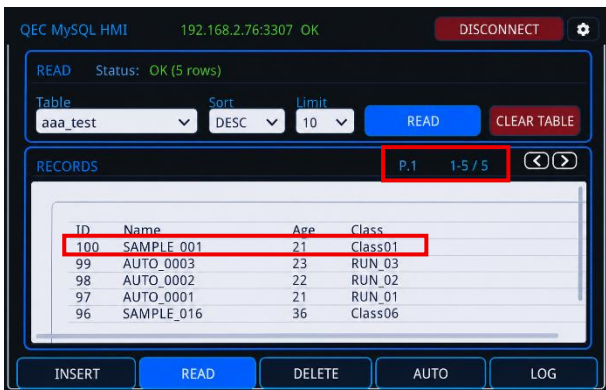 QEC MySQL HMI 192.168.2.76:3307 OK DISCONNECT
READ Status: OK (5 rows)
Table Sort Limit
aaa_test DESC 10 READ CLEAR TABLE
RECORDS P.1 1-5 / 5
ID Name Age Class
100 SAMPLE_001 21 Class01
99 AUTO_0003 23 RUN_03
98 AUTO_0002 22 RUN_02
97 AUTO_0001 21 RUN_01
96 SAMPLE_016 36 Class06
INSERT READ DELETE AUTO LOG